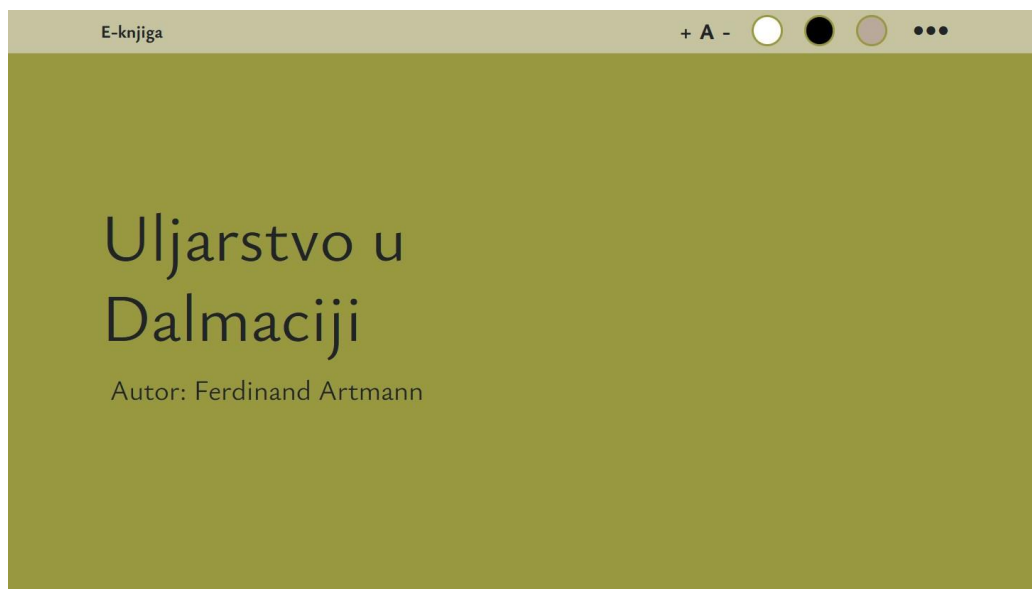 E-knjiga
+ A - •••
Uljarstvo u
Dalmaciji
Autor: Ferdinand Artmann